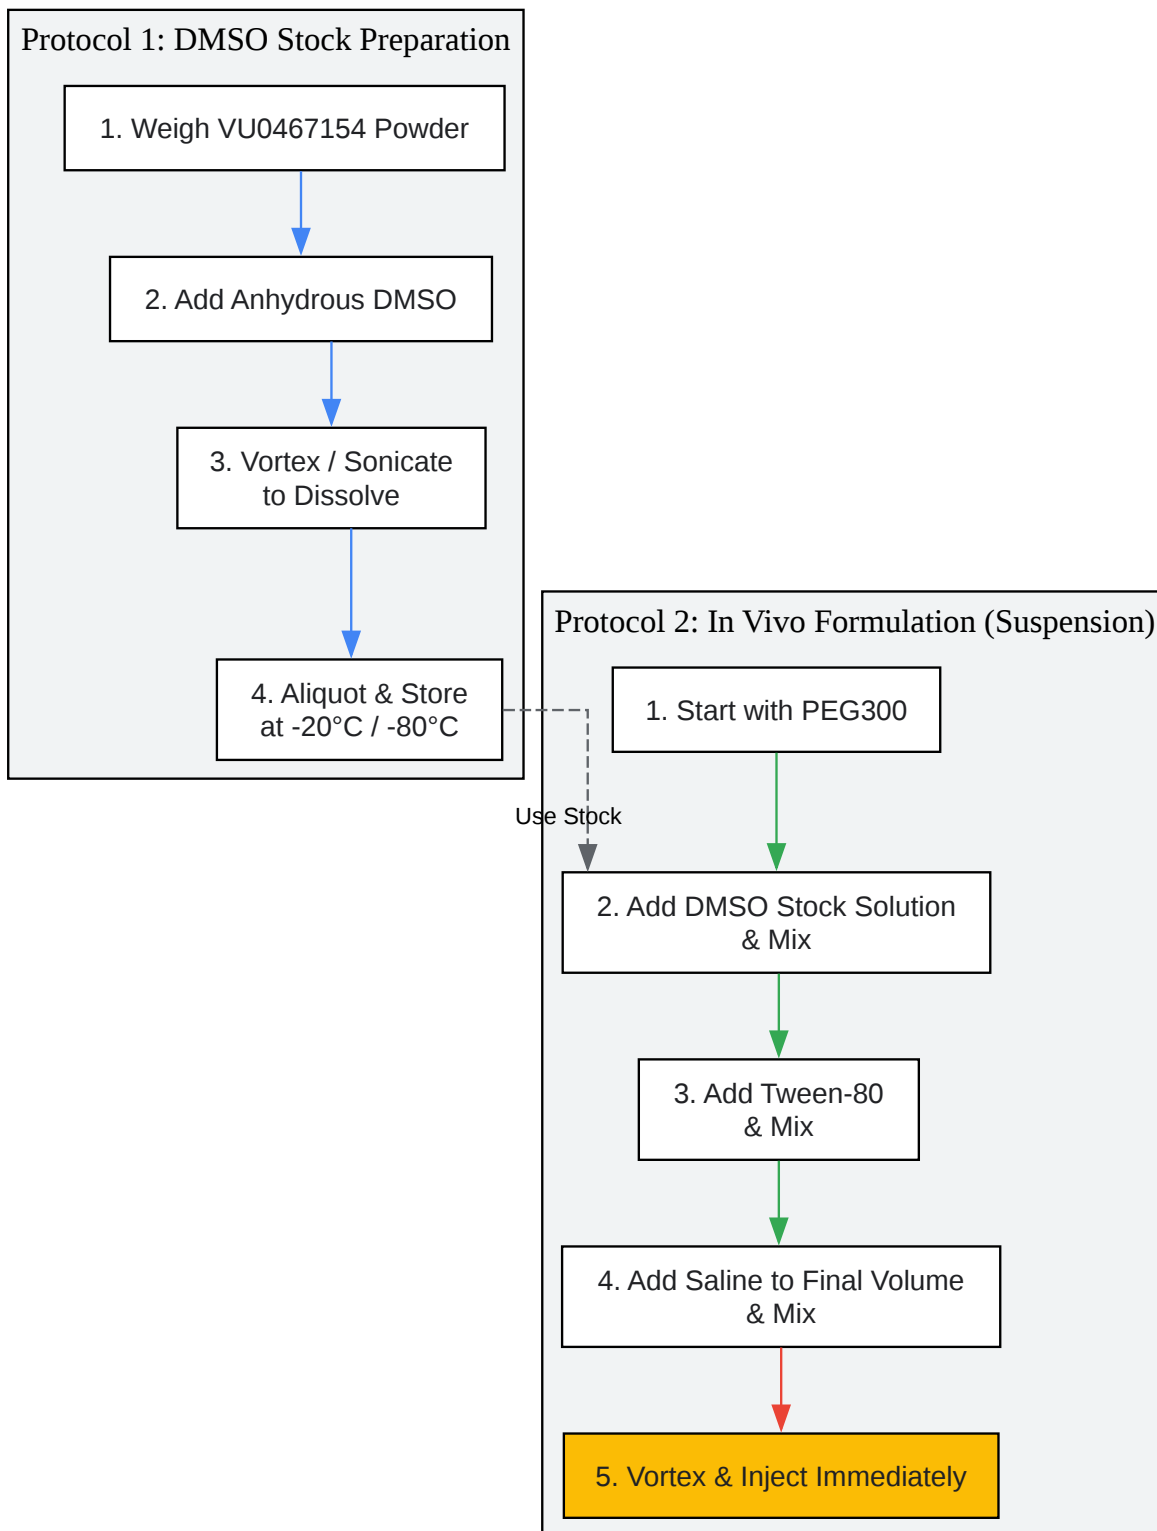 Protocol 1: DMSO Stock Preparation
1. Weigh VU0467154 Powder
2. Add Anhydrous DMSO
3. Vortex / Sonicate
to Dissolve
4. Aliquot & Store
at -20°C / -80°C
Use Stock
Protocol 2: In Vivo Formulation (Suspension)
1. Start with PEG300
2. Add DMSO Stock Solution
& Mix
3. Add Tween-80
& Mix
4. Add Saline to Final Volume
& Mix
5. Vortex & Inject Immediately